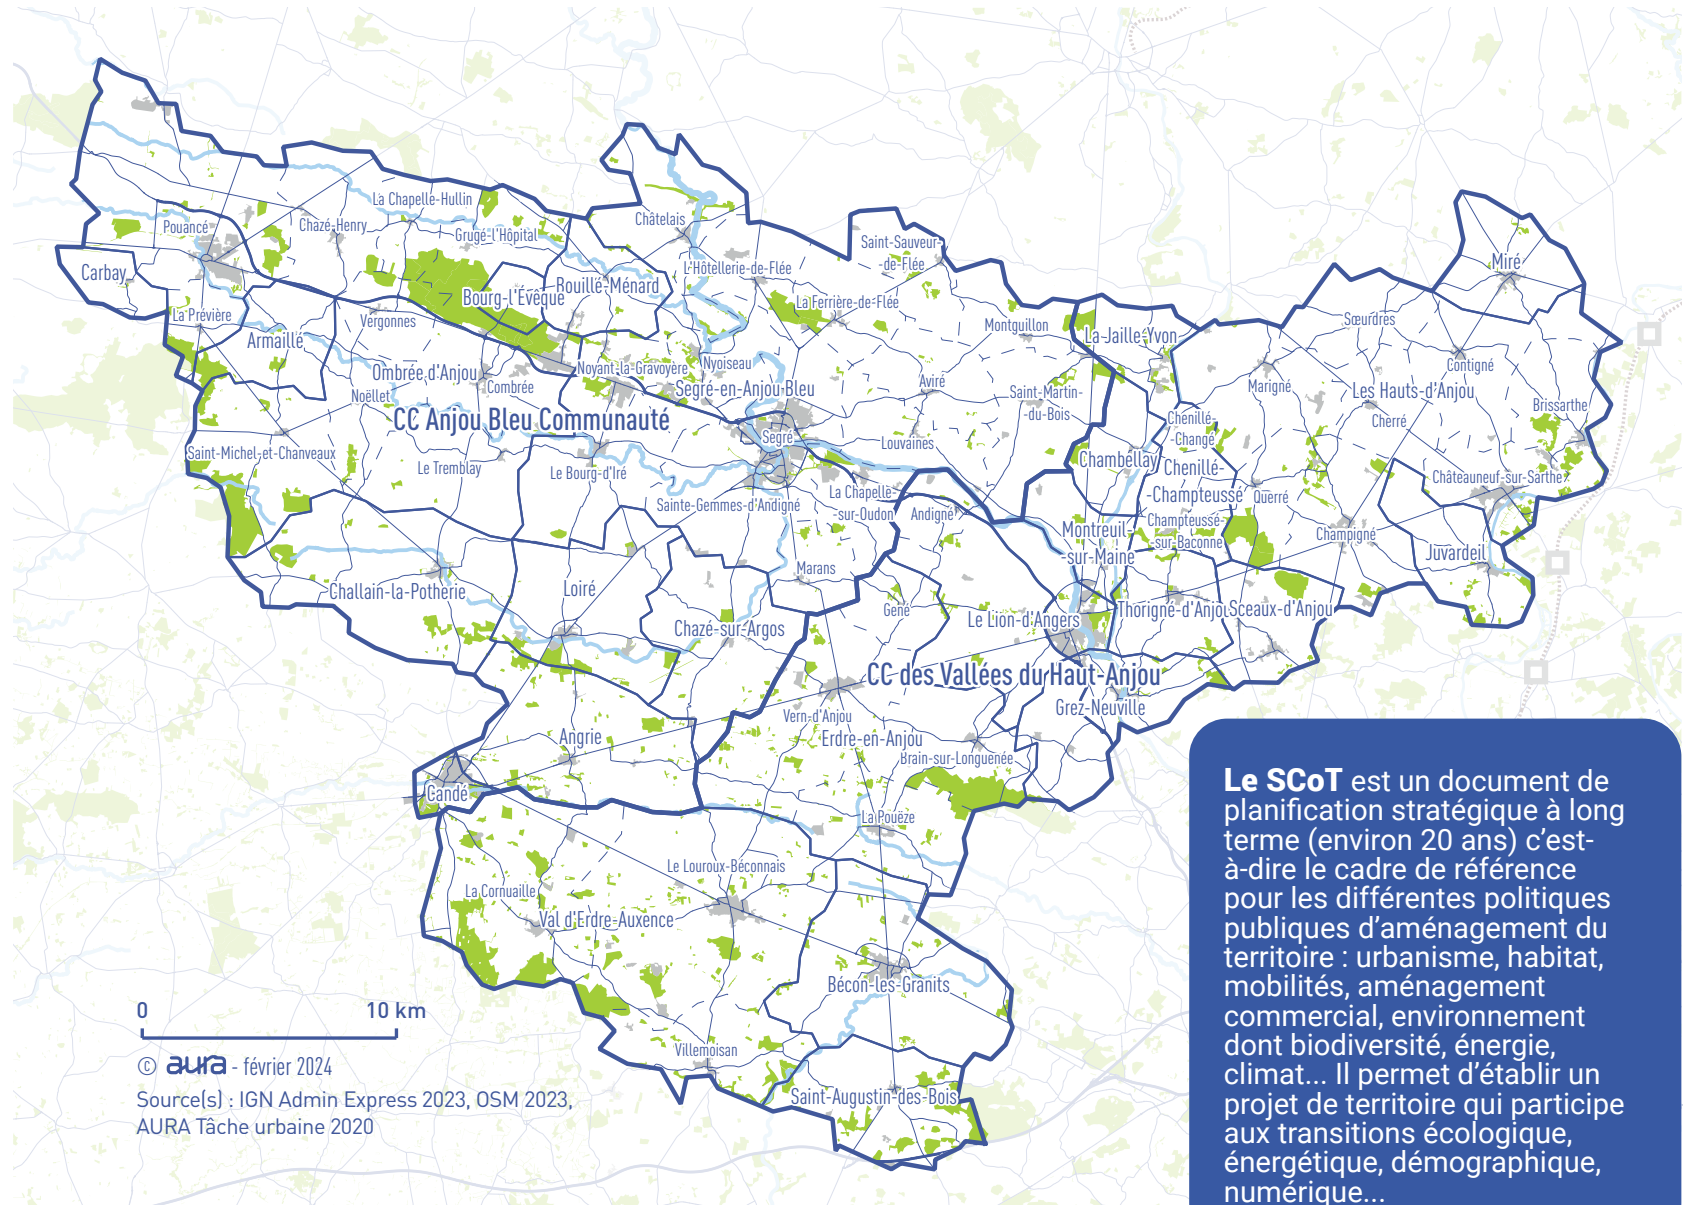 La Chapelle-Hullin
Pouancé
Chazé-Henry
Grugé-l'Hôpital
Châtelais
Saint-Sauveur-
-de-Flée
Carbay
L'Hôtellerie-de-Flée
Bourg-l'Évêque
Bouillé-Ménard
Miré
La Prévière
Vergonnes
La Ferrière-de-Flée
Armaillé
Montguillon
La-Jaille-Yvon
Sœurdres
Ombrée d'Anjou
Combrée
Noyant-la-Gravoyère
Nyoiseau
Contigné
Noëllet
Segré-en-Anjou-Bleu
Aviré
Saint-Martin-
-du-Bois
Marigné
Les Hauts-d'Anjou
Cherré
Brissarthe
CC Anjou Bleu Communauté
Segré
Louvaines
Chenillé-
-Changé
Saint-Michel-et-Chanveaux
Le Tremblay
Le Bourg-d'Iré
Chambellay
Chenillé-
-Champteussé
Châteauneuf-sur-Sarthe
Sainte-Gemmes-d'Andigné
La Chapelle-
-sur-Oudon
Andigné
Querré
Champteussé-
-sur-Baconne
Champigné
Montreuil-
-sur-Maine
Juvardeil
Marans
Challain-la-Potherie
Loiré
Gené
Le Lion-d'Angers
Thorigné-d'Anjou
Sceaux-d'Anjou
Chazé-sur-Argos
CC des Vallées du Haut-Anjou
Grez-Neuville
Vern-d'Anjou
Erdre-en-Anjou
Angrie
Brain-sur-Longuenée
Candé
La Pouëze
Le Louroux-Béconnais
La Cornuaille
Val d'Erdre-Auxence
Bécon-les-Granits
Villemoisan
Saint-Augustin-des-Bois
0 10 km
© aura - février 2024
Source(s) : IGN Admin Express 2023, OSM 2023,
AURA Tâche urbaine 2020
Le SCoT est un document de
planification stratégique à long
terme (environ 20 ans) c'est-
à-dire le cadre de référence
pour les différentes politiques
publiques d'aménagement du
territoire : urbanisme, habitat,
mobilités, aménagement
commercial, environnement
dont biodiversité, énergie,
climat... Il permet d'établir un
projet de territoire qui participe
aux transitions écologique,
énergétique, démographique,
numérique...